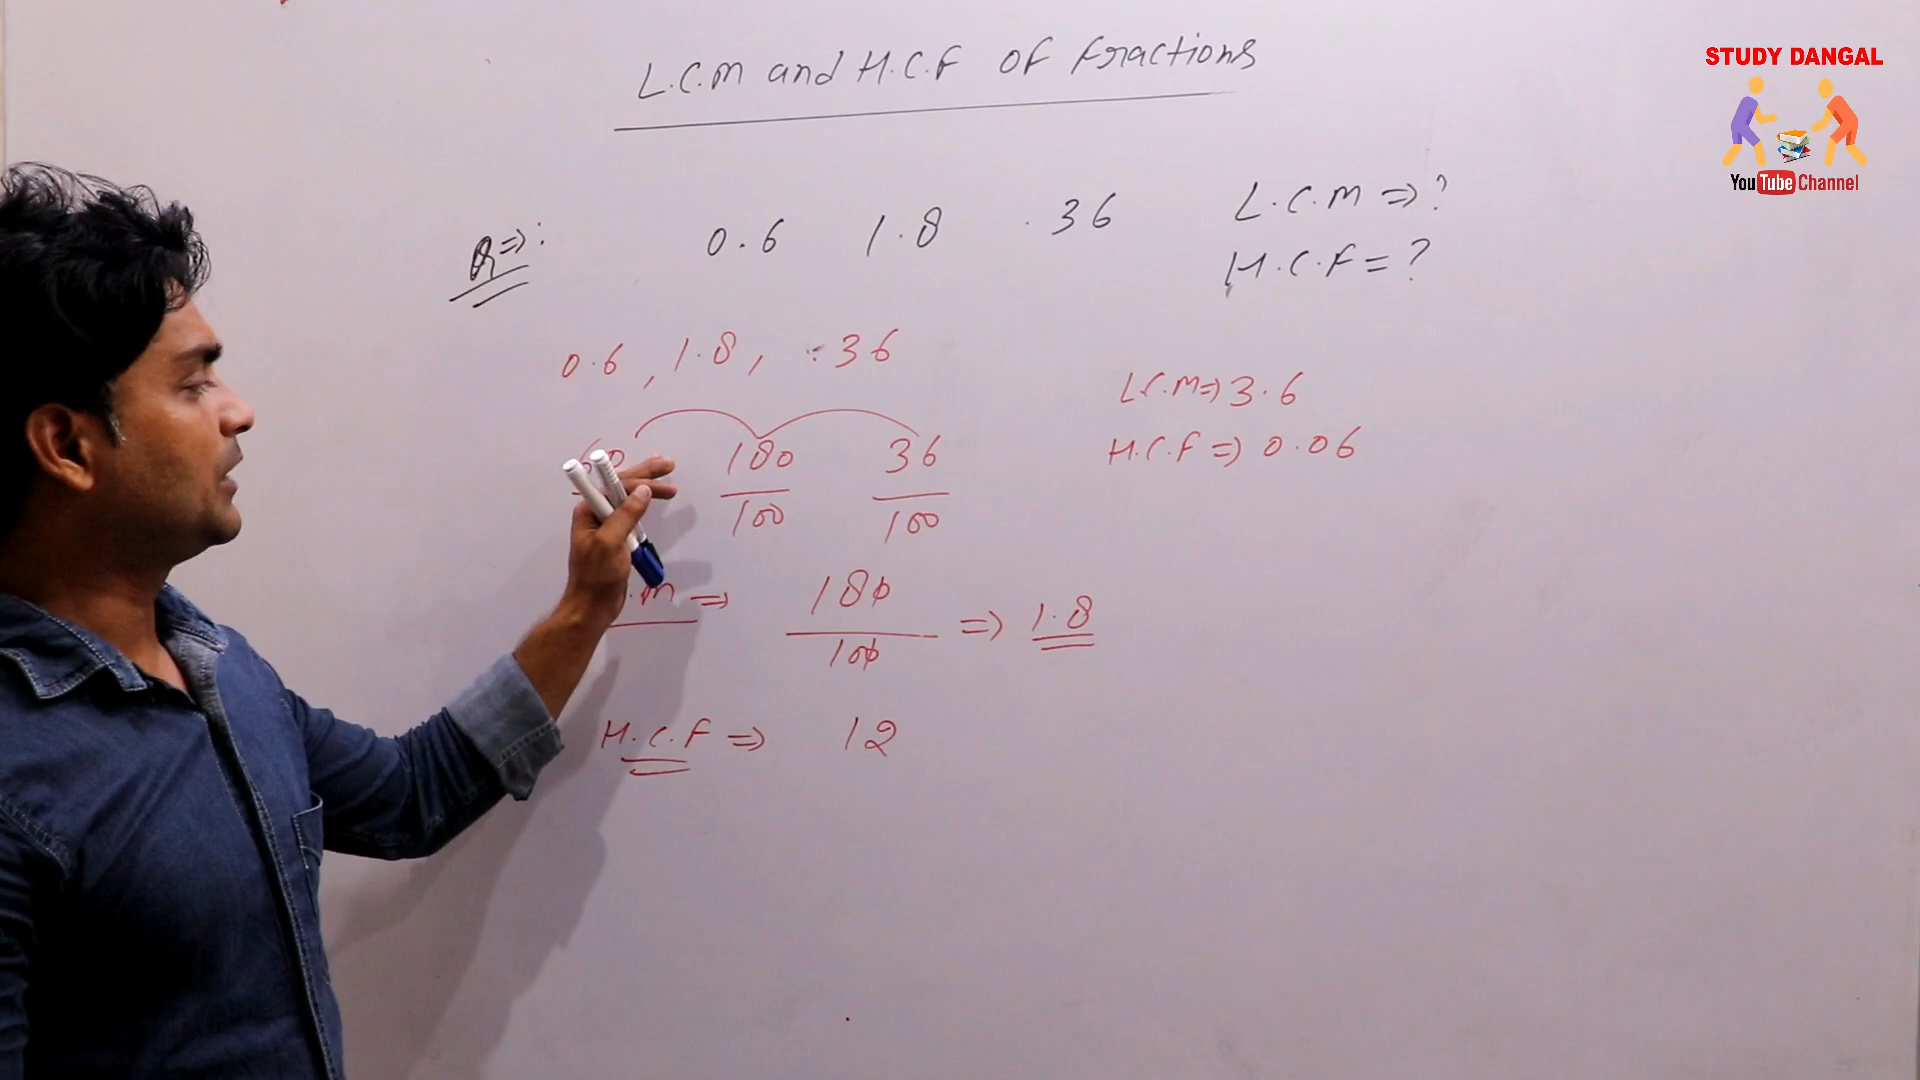 L.C.M and H.C.F OF fractions
STUDY DANGAL
YouTube Channel
Q⇒: 0.6 1.8 .36 L.C.M ⇒ ?
H.C.F = ?
0.6 , 1.8 , .36
L.C.M ⇒ 3.6
H.C.F ⇒ 0.06
180 36
100 100
M ⇒ 180 ⇒ 1.8
100
H.C.F ⇒ 12